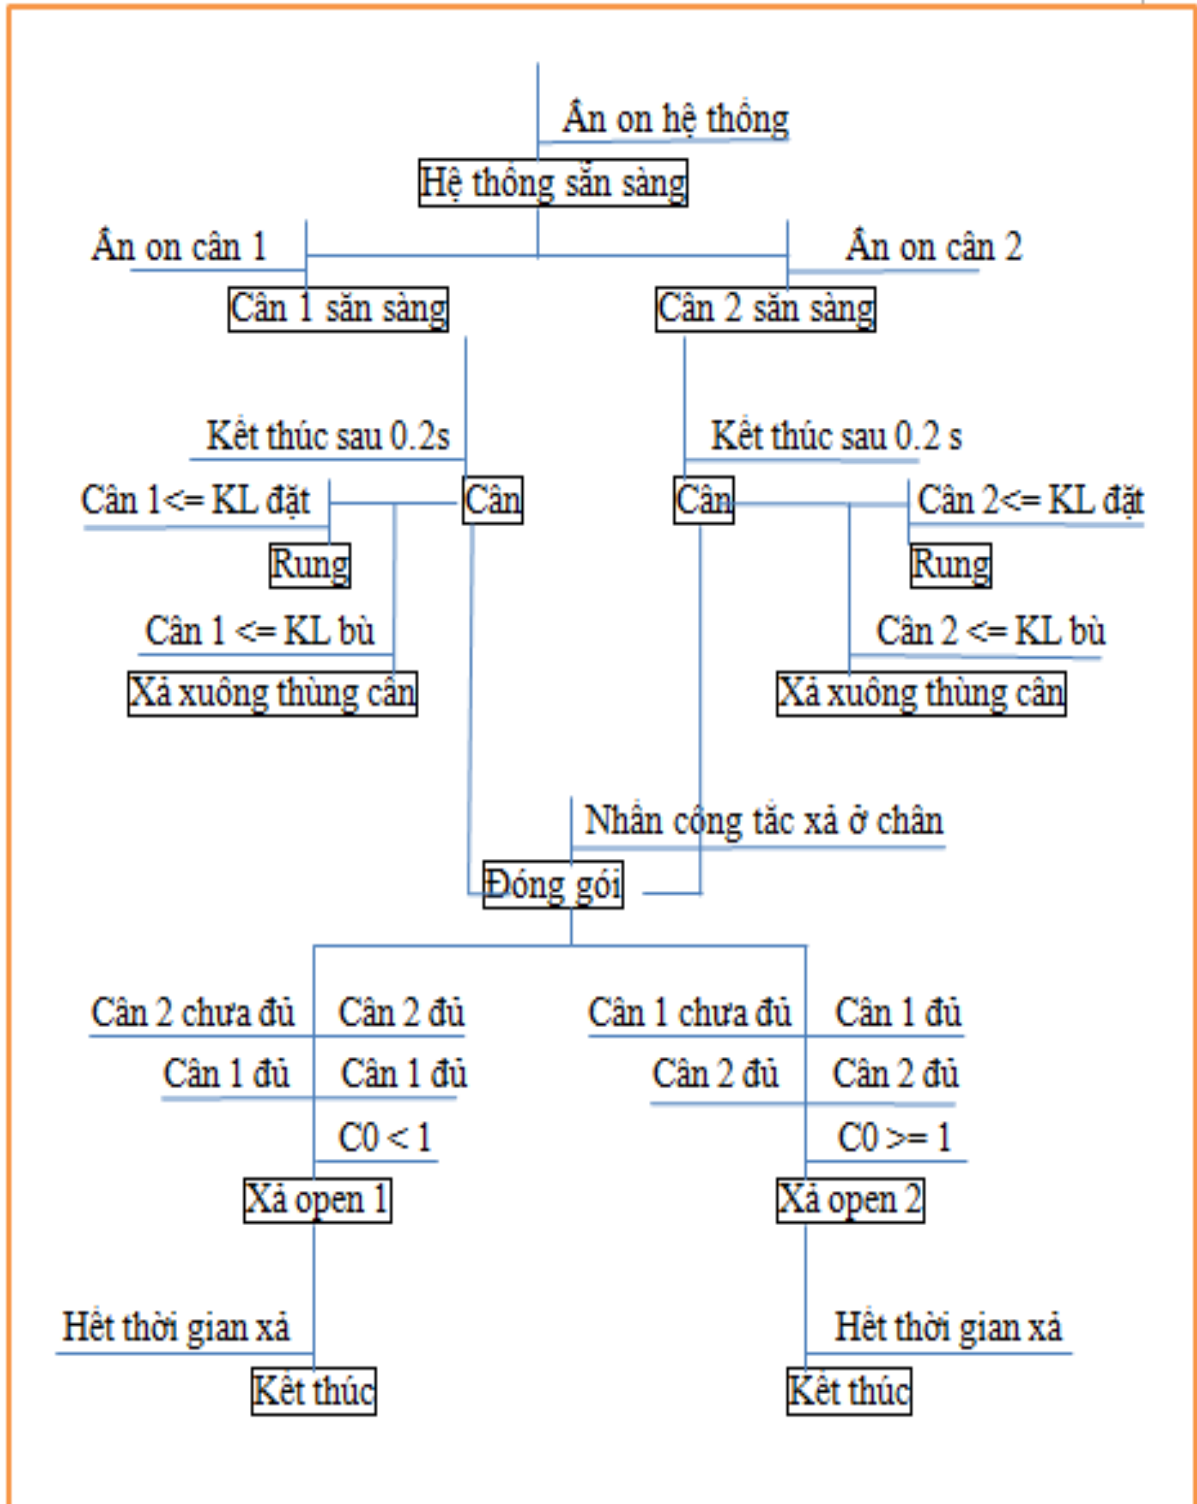 Ấn on hệ thống
Hệ thống sẵn sàng
Ấn on cân 1
Ấn on cân 2
Cân 1 sẵn sàng
Cân 2 sẵn sàng
Kết thúc sau 0.2s
Kết thúc sau 0.2 s
Cân 1<= KL đặt
Cân
Cân
Cân 2<= KL đặt
Rung
Rung
Cân 1 <= KL bù
Cân 2 <= KL bù
Xả xuống thùng cân
Xả xuống thùng cân
Nhấn công tắc xả ở chân
Đóng gói
Cân 2 chưa đủ
Cân 2 đủ
Cân 1 chưa đủ
Cân 1 đủ
Cân 1 đủ
Cân 1 đủ
Cân 2 đủ
Cân 2 đủ
C0 < 1
C0 >= 1
Xả open 1
Xả open 2
Hết thời gian xả
Hết thời gian xả
Kết thúc
Kết thúc